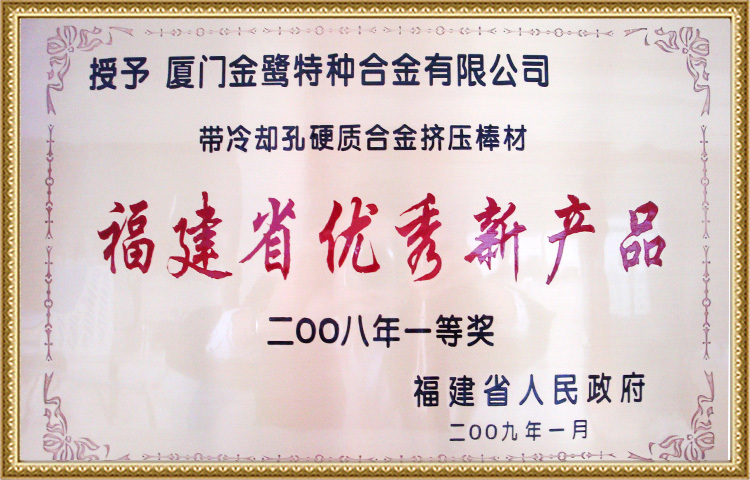 授予 厦门金鹭特种合金有限公司
带冷却孔硬质合金挤压棒材
福建省优秀新产品
二OO八年一等奖
福建省人民政府
二OO九年一月